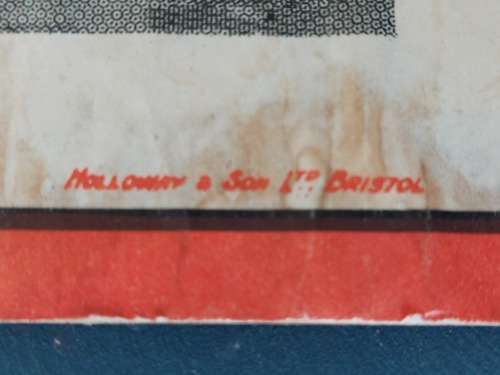 HOLLOWAY & SON LTD. BRISTOL